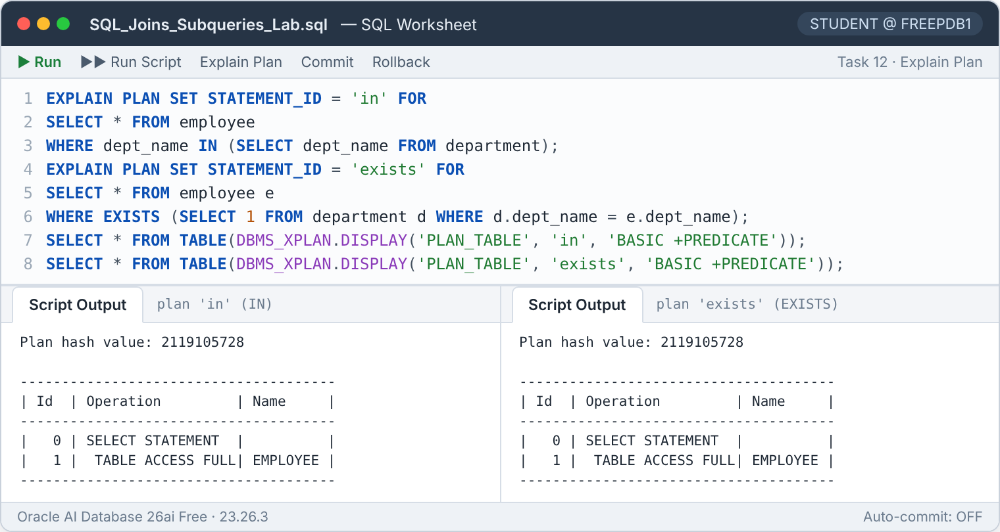 SQL_Joins_Subqueries_Lab.sql — SQL Worksheet STUDENT @ FREEPDB1
▶ Run ▶▶ Run Script Explain Plan Commit Rollback Task 12 · Explain Plan
1 EXPLAIN PLAN SET STATEMENT_ID = 'in' FOR
2 SELECT * FROM employee
3 WHERE dept_name IN (SELECT dept_name FROM department);
4 EXPLAIN PLAN SET STATEMENT_ID = 'exists' FOR
5 SELECT * FROM employee e
6 WHERE EXISTS (SELECT 1 FROM department d WHERE d.dept_name = e.dept_name);
7 SELECT * FROM TABLE(DBMS_XPLAN.DISPLAY('PLAN_TABLE', 'in', 'BASIC +PREDICATE'));
8 SELECT * FROM TABLE(DBMS_XPLAN.DISPLAY('PLAN_TABLE', 'exists', 'BASIC +PREDICATE'));
Script Output plan 'in' (IN)
Plan hash value: 2119105728
--------------------------------------
| Id  | Operation         | Name     |
--------------------------------------
|   0 | SELECT STATEMENT  |          |
|   1 |  TABLE ACCESS FULL| EMPLOYEE |
--------------------------------------
Script Output plan 'exists' (EXISTS)
Plan hash value: 2119105728
--------------------------------------
| Id  | Operation         | Name     |
--------------------------------------
|   0 | SELECT STATEMENT  |          |
|   1 |  TABLE ACCESS FULL| EMPLOYEE |
--------------------------------------
Oracle AI Database 26ai Free · 23.26.3 Auto-commit: OFF